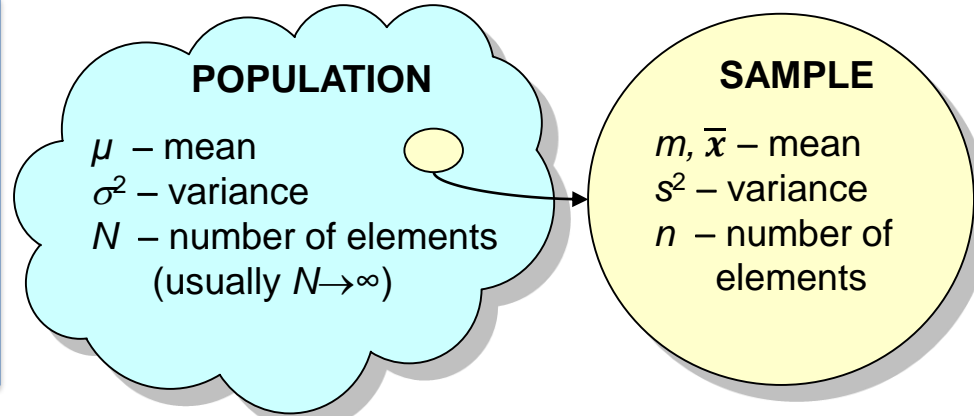 POPULATION
μ – mean
σ² – variance
N – number of elements
(usually N→∞)
SAMPLE
m, x̅ – mean
s² – variance
n – number of
elements